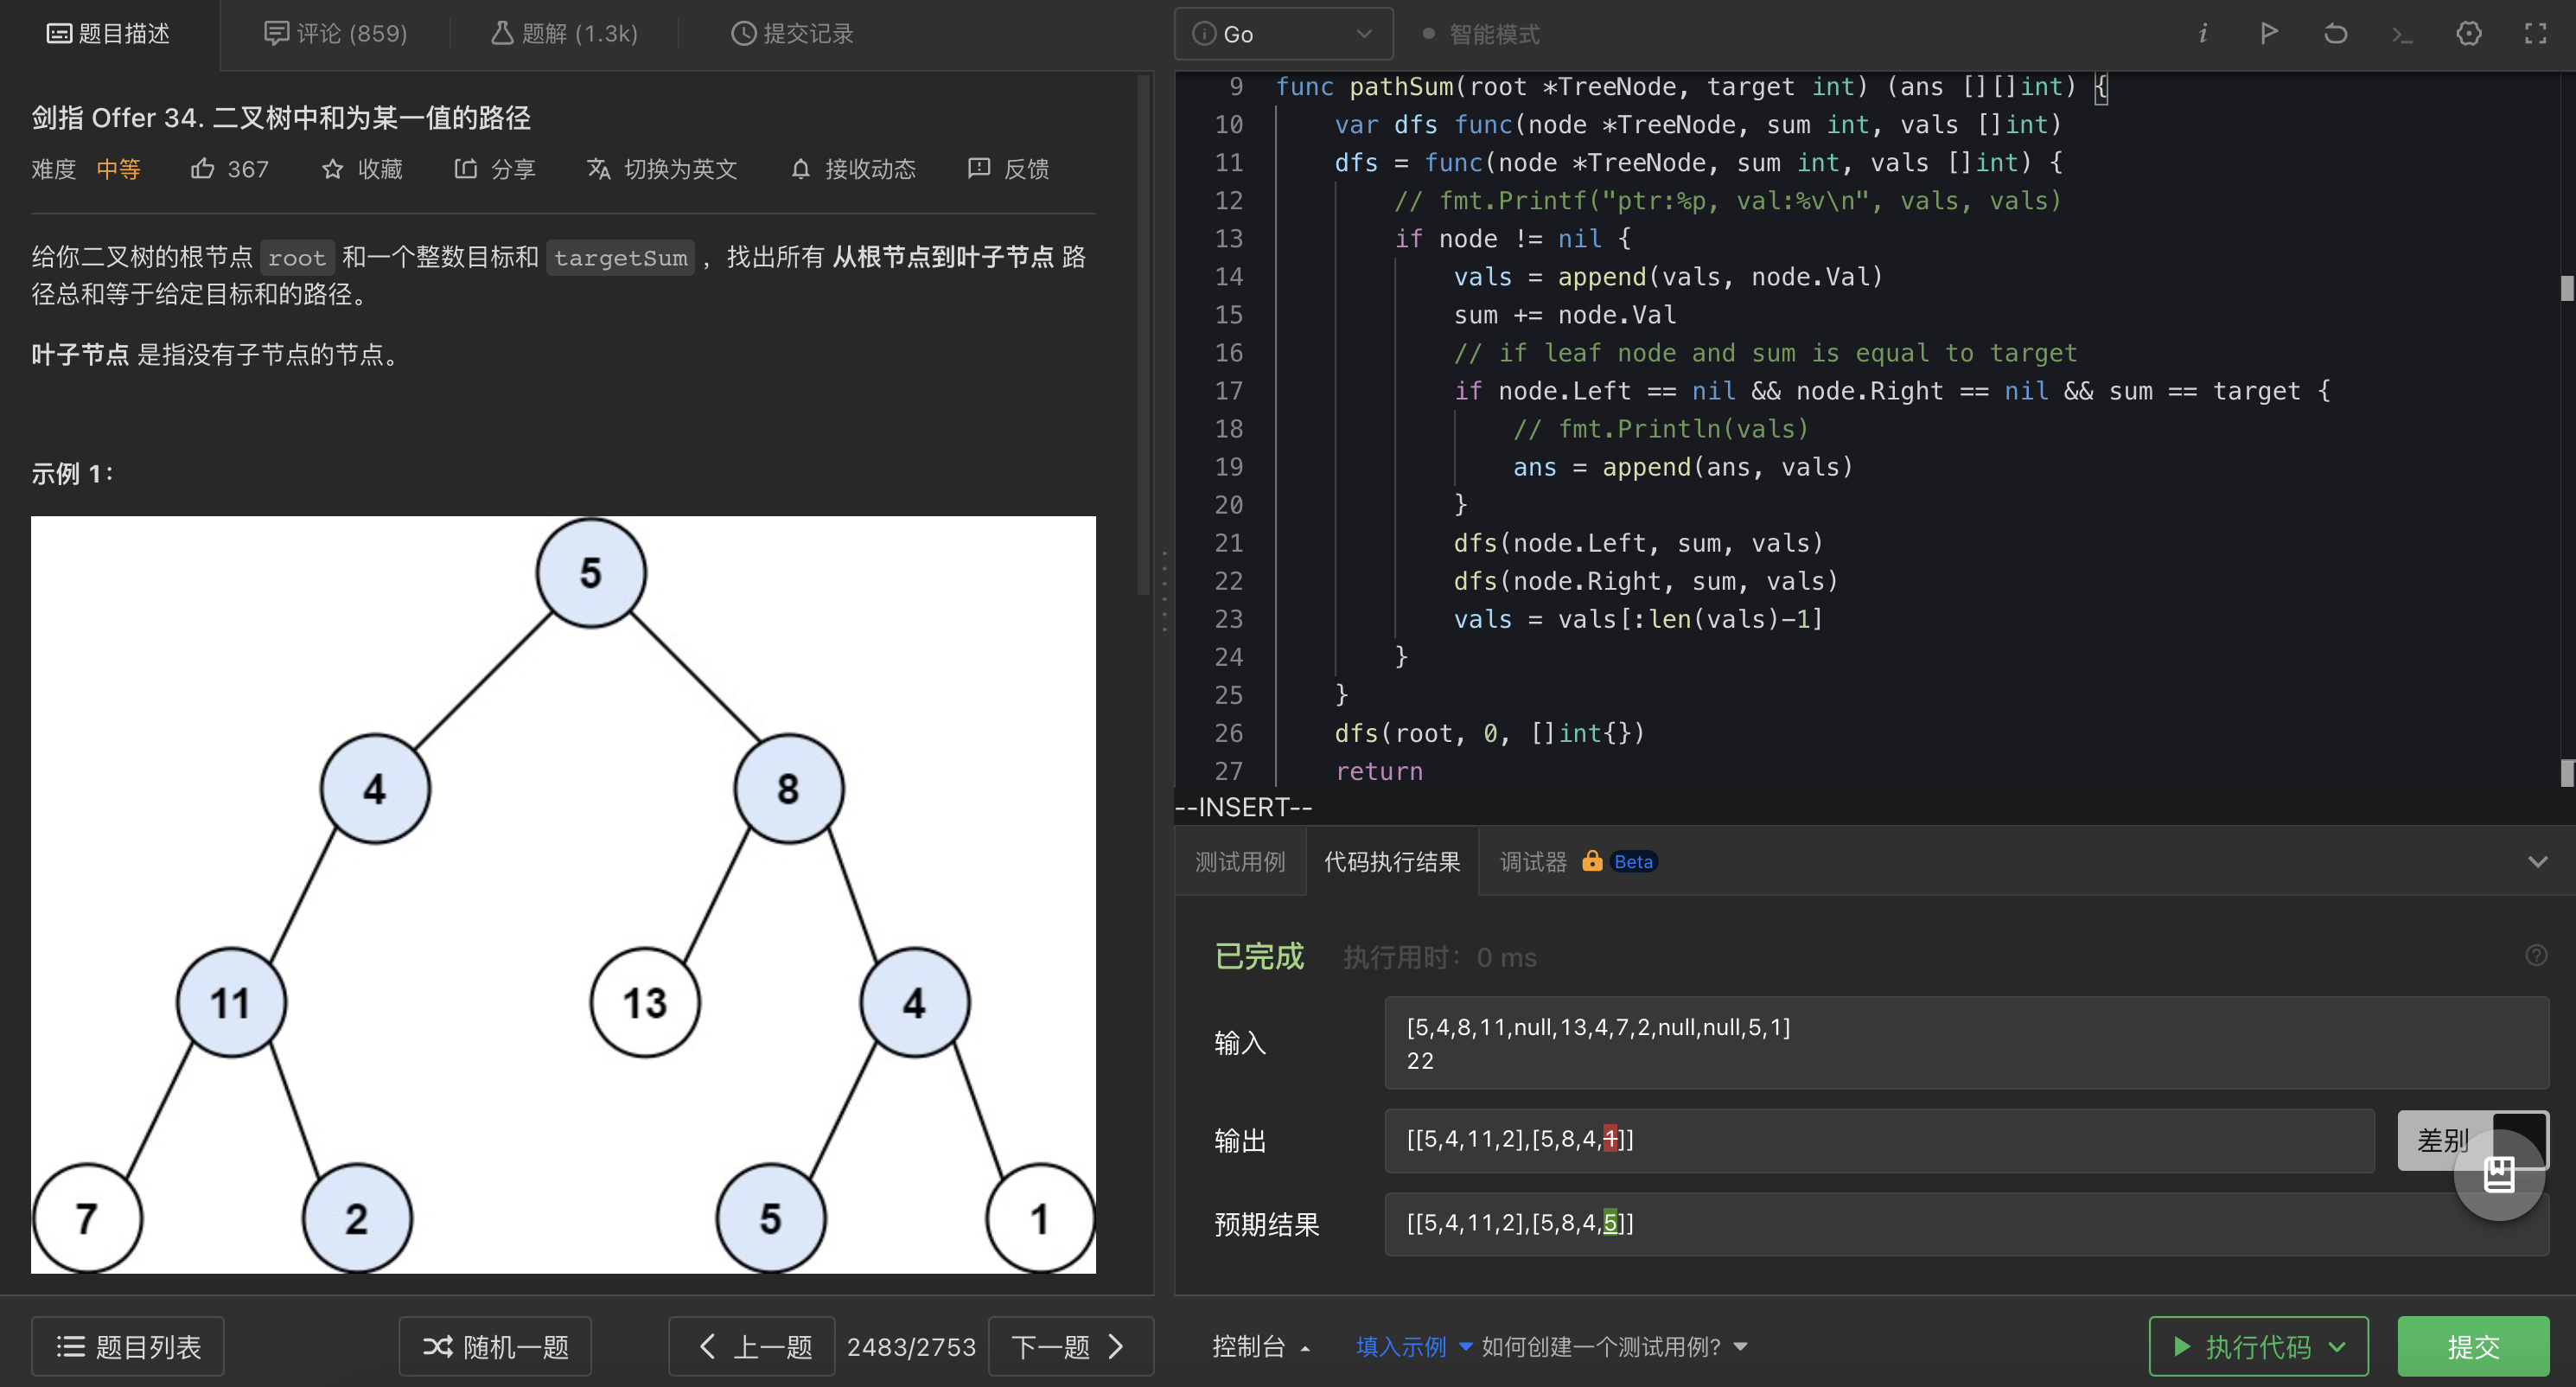 题目描述
评论 (859)
题解 (1.3k)
提交记录
剑指 Offer 34. 二叉树中和为某一值的路径
难度 中等 367 收藏 分享 切换为英文 接收动态 反馈
给你二叉树的根节点 root 和一个整数目标和 targetSum ，找出所有 从根节点到叶子节点 路
径总和等于给定目标和的路径。
叶子节点 是指没有子节点的节点。
示例 1：
5
4 8
11 13 4
7 2 5 1
题目列表
随机一题
上一题
2483/2753
下一题
Go
智能模式
9 func pathSum(root *TreeNode, target int) (ans [][]int) {
10 var dfs func(node *TreeNode, sum int, vals []int)
11 dfs = func(node *TreeNode, sum int, vals []int) {
12 // fmt.Printf("ptr:%p, val:%v\n", vals, vals)
13 if node != nil {
14 vals = append(vals, node.Val)
15 sum += node.Val
16 // if leaf node and sum is equal to target
17 if node.Left == nil && node.Right == nil && sum == target {
18 // fmt.Println(vals)
19 ans = append(ans, vals)
20 }
21 dfs(node.Left, sum, vals)
22 dfs(node.Right, sum, vals)
23 vals = vals[:len(vals)-1]
24 }
25 }
26 dfs(root, 0, []int{})
27 return
--INSERT--
测试用例
代码执行结果
调试器 Beta
已完成 执行用时：0 ms
输入
[5,4,8,11,null,13,4,7,2,null,null,5,1]
22
输出
[[5,4,11,2],[5,8,4,1]]
差别
预期结果
[[5,4,11,2],[5,8,4,5]]
控制台
填入示例
如何创建一个测试用例?
执行代码
提交